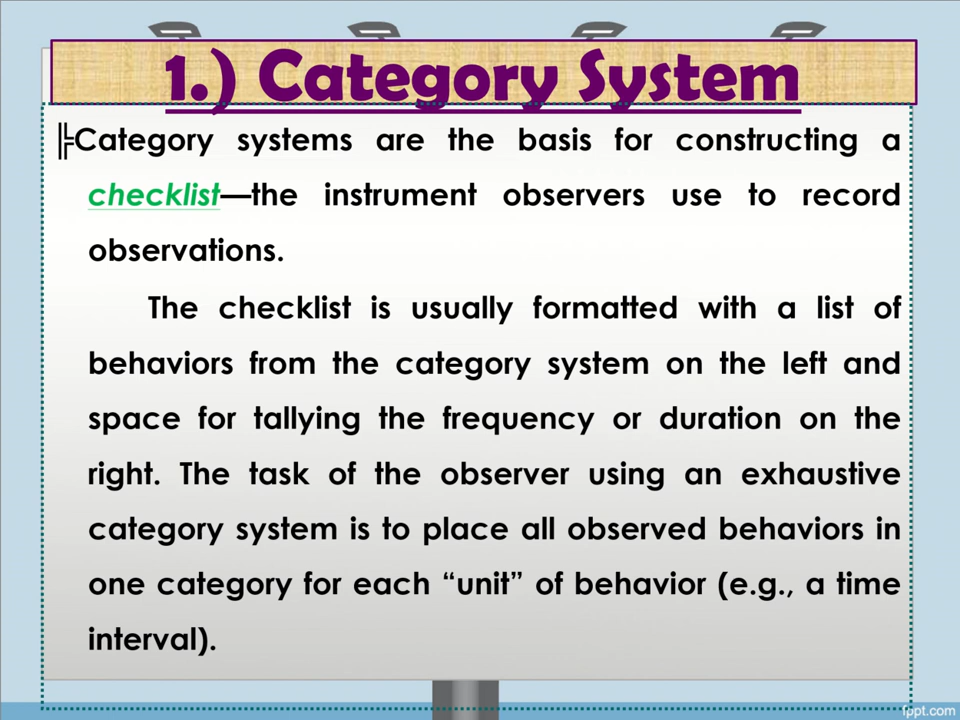 1.) Category System
╠Category systems are the basis for constructing a
checklist—the instrument observers use to record
observations.
The checklist is usually formatted with a list of
behaviors from the category system on the left and
space for tallying the frequency or duration on the
right. The task of the observer using an exhaustive
category system is to place all observed behaviors in
one category for each “unit” of behavior (e.g., a time
interval).
fppt.com